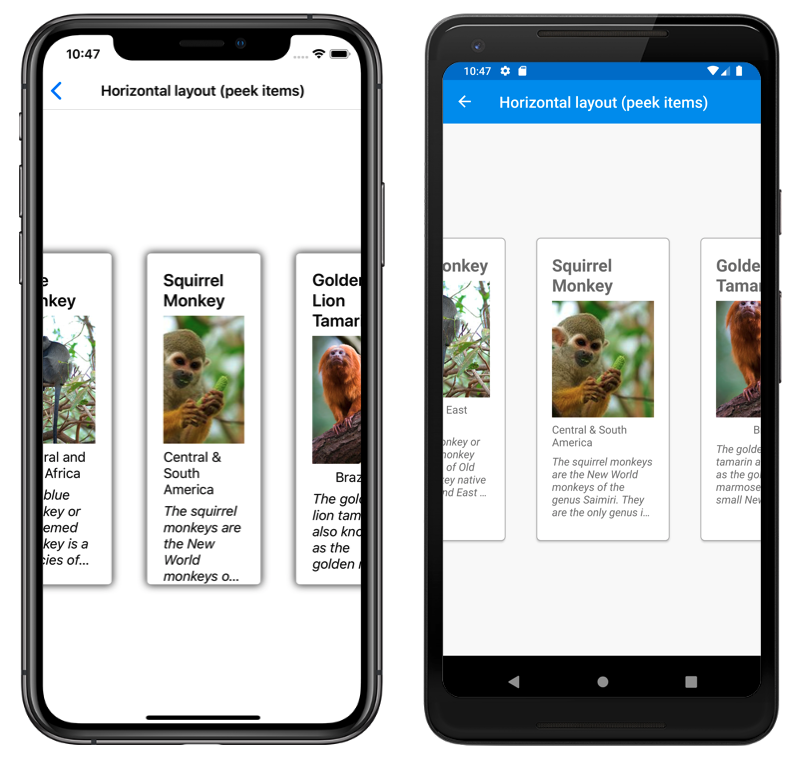 10:47
Horizontal layout (peek items)
e
nkey
ral and
Africa
blue
key or
emed
key is a
cies of...
Squirrel
Monkey
Central &
South
America
The squirrel
monkeys are
the New
World
monkeys o...
Golde
Lion
Tamar
Braz
The gol
lion tam
also kno
as the
golden
10:47
Horizontal layout (peek items)
onkey
East
onkey or
monkey
of Old
key native
nd East ...
Squirrel
Monkey
Central & South
America
The squirrel monkeys
are the New World
monkeys of the
genus Saimiri. They
are the only genus i...
Golde
Tama
B
The golde
tamarin a
as the go
marmose
small Nev